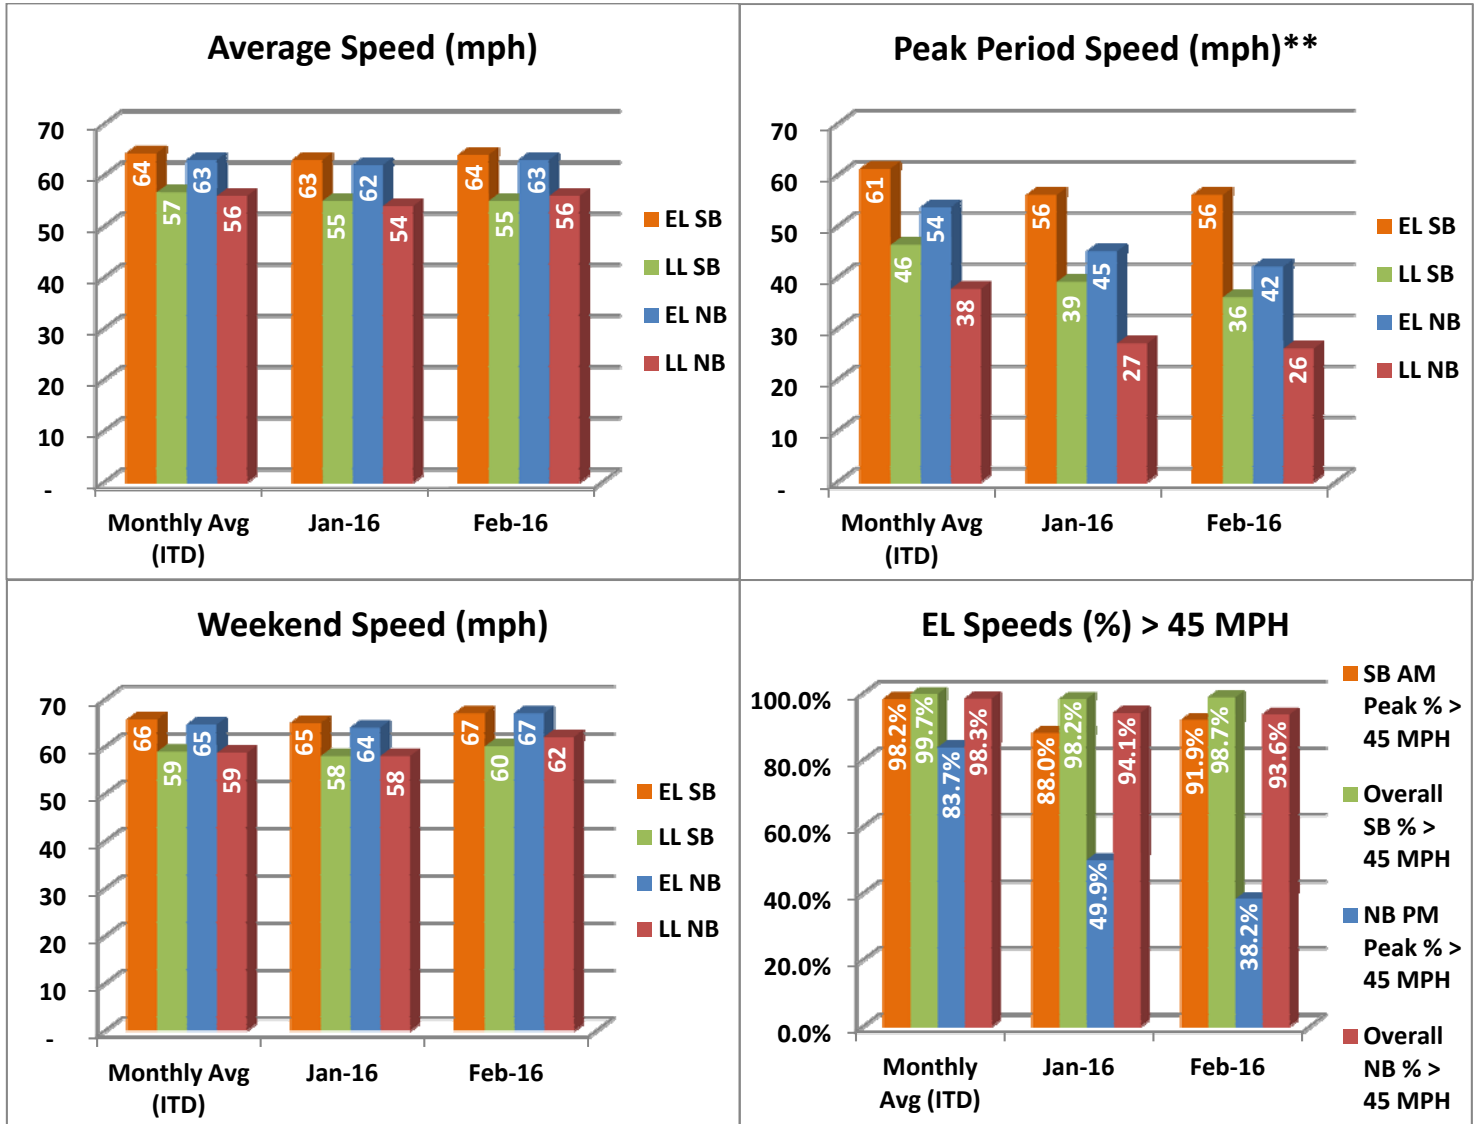 Average Speed (mph)
70
60
50
40
30
20
10
-
64
57
63
56
63
55
62
54
64
55
63
56
Monthly Avg
(ITD)
Jan-16
Feb-16
EL SB
LL SB
EL NB
LL NB
Peak Period Speed (mph)**
70
60
50
40
30
20
10
-
61
46
54
38
56
39
45
27
56
36
42
26
Monthly Avg
(ITD)
Jan-16
Feb-16
EL SB
LL SB
EL NB
LL NB
Weekend Speed (mph)
70
60
50
40
30
20
10
-
66
59
65
59
65
58
64
58
67
60
67
62
Monthly Avg
(ITD)
Jan-16
Feb-16
EL SB
LL SB
EL NB
LL NB
EL Speeds (%) > 45 MPH
100.0%
80.0%
60.0%
40.0%
20.0%
0.0%
98.2%
99.7%
83.7%
98.3%
88.0%
98.2%
49.9%
94.1%
91.9%
98.7%
38.2%
93.6%
Monthly
Avg (ITD)
Jan-16
Feb-16
SB AM
Peak % >
45 MPH
Overall
SB % >
45 MPH
NB PM
Peak % >
45 MPH
Overall
NB % >
45 MPH